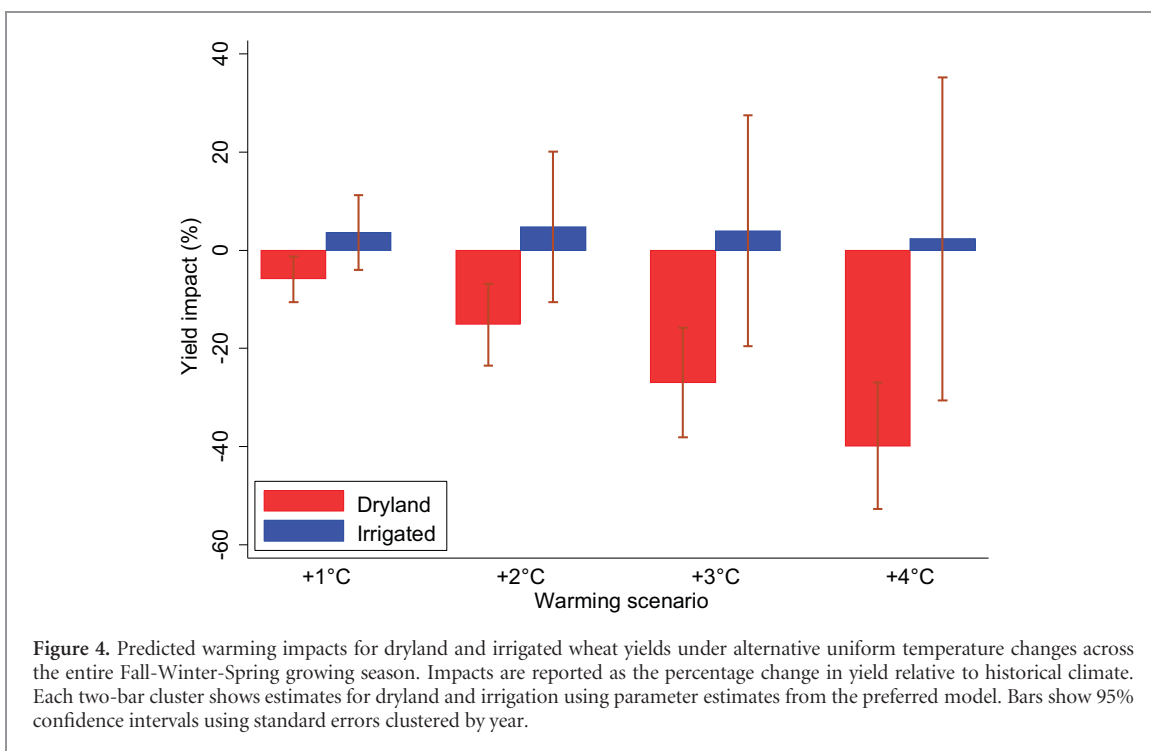 40
20
0
-20
-40
-60
Yield impact (%)
Dryland
Irrigated
+1°C
+2°C
+3°C
+4°C
Warming scenario
Figure 4. Predicted warming impacts for dryland and irrigated wheat yields under alternative uniform temperature changes across
the entire Fall-Winter-Spring growing season. Impacts are reported as the percentage change in yield relative to historical climate.
Each two-bar cluster shows estimates for dryland and irrigation using parameter estimates from the preferred model. Bars show 95%
confidence intervals using standard errors clustered by year.